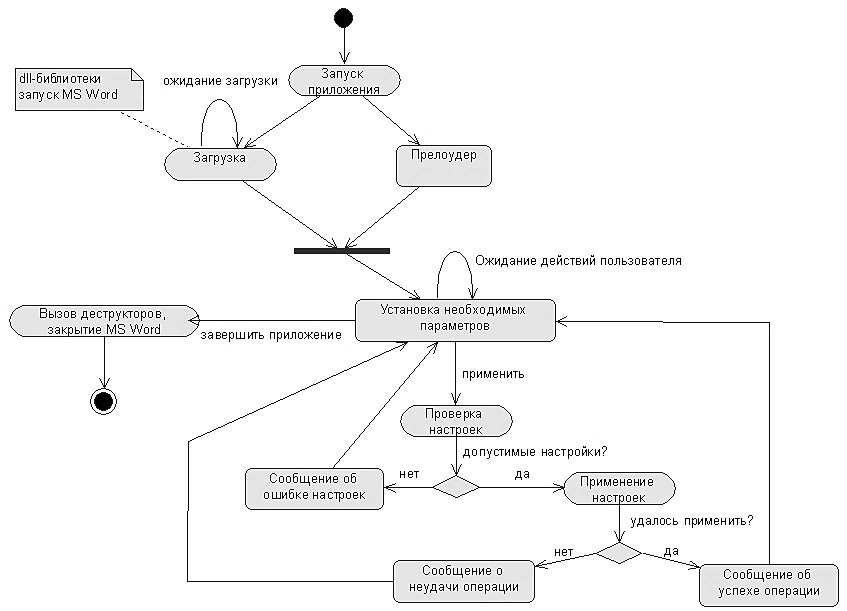 Запуск
приложения
dll-библиотеки
запуск MS Word
ожидание загрузки
Загрузка
Прелоудер
Ожидание действий пользователя
Установка необходимых
параметров
Вызов деструкторов,
закрытие MS Word
завершить приложение
применить
Проверка
настроек
допустимые настройки?
нет
да
Сообщение об
ошибке настроек
Применение
настроек
удалось применить?
нет
да
Сообщение о
неудачи операции
Сообщение об
успехе операции